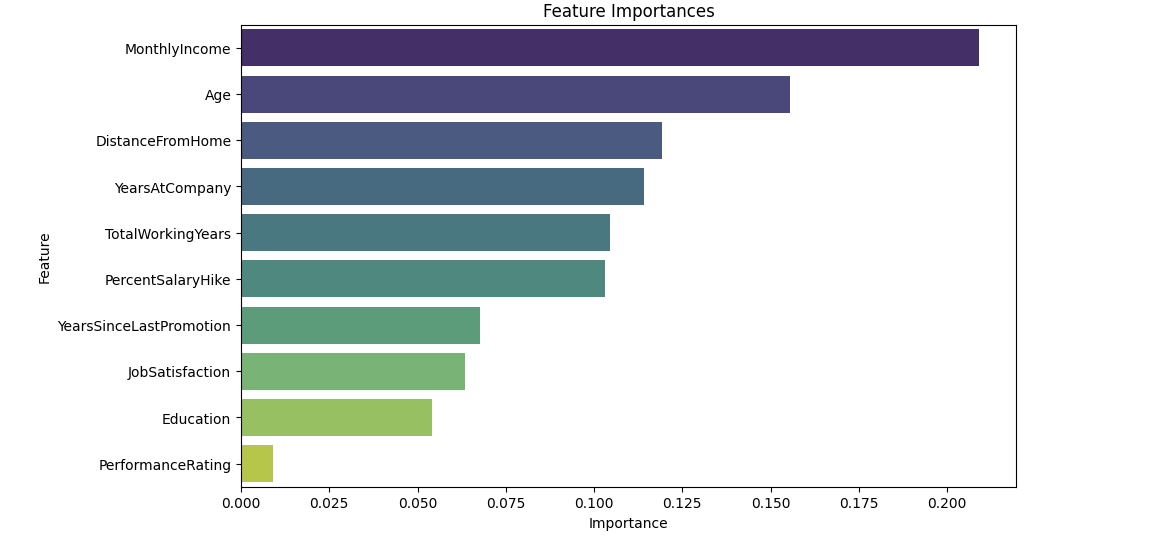 Feature Importances
MonthlyIncome
Age
DistanceFromHome
YearsAtCompany
TotalWorkingYears
PercentSalaryHike
YearsSinceLastPromotion
JobSatisfaction
Education
PerformanceRating
Feature
0.000 0.025 0.050 0.075 0.100 0.125 0.150 0.175 0.200
Importance